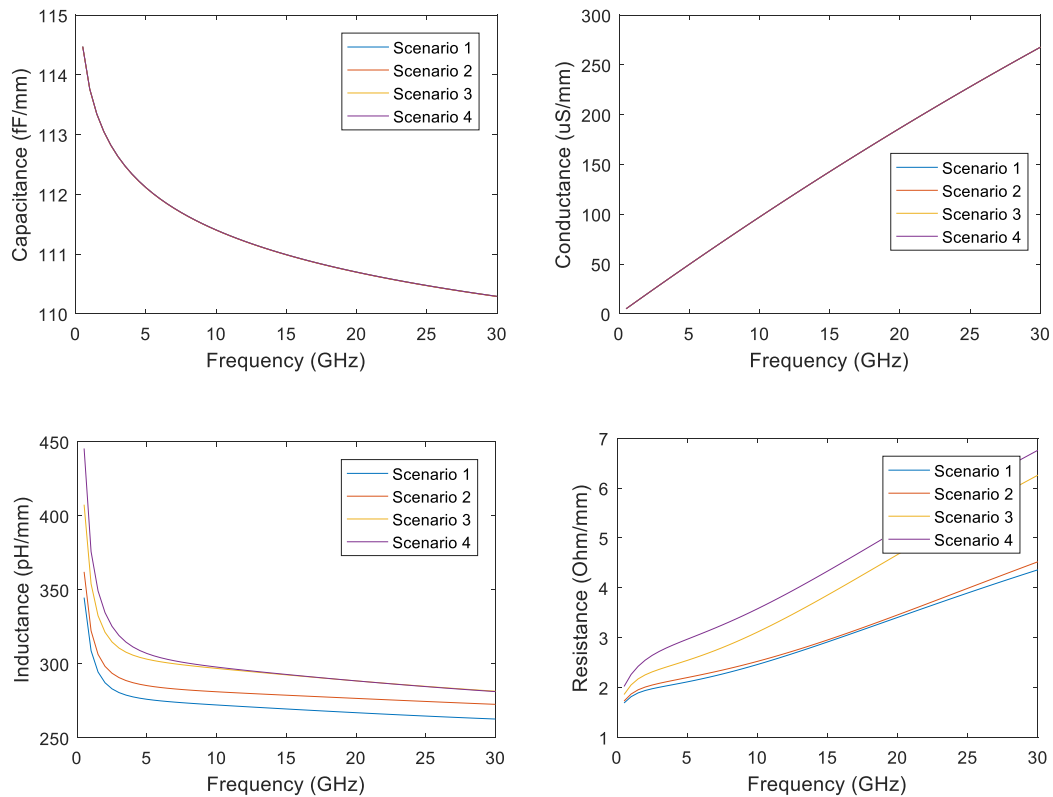 115
114
113
112
111
110
Capacitance (fF/mm)
0 5 10 15 20 25 30
Frequency (GHz)
Scenario 1
Scenario 2
Scenario 3
Scenario 4
300
250
200
150
100
50
0
Conductance (uS/mm)
0 5 10 15 20 25 30
Frequency (GHz)
Scenario 1
Scenario 2
Scenario 3
Scenario 4
450
400
350
300
250
Inductance (pH/mm)
0 5 10 15 20 25 30
Frequency (GHz)
Scenario 1
Scenario 2
Scenario 3
Scenario 4
7
6
5
4
3
2
1
Resistance (Ohm/mm)
0 5 10 15 20 25 30
Frequency (GHz)
Scenario 1
Scenario 2
Scenario 3
Scenario 4